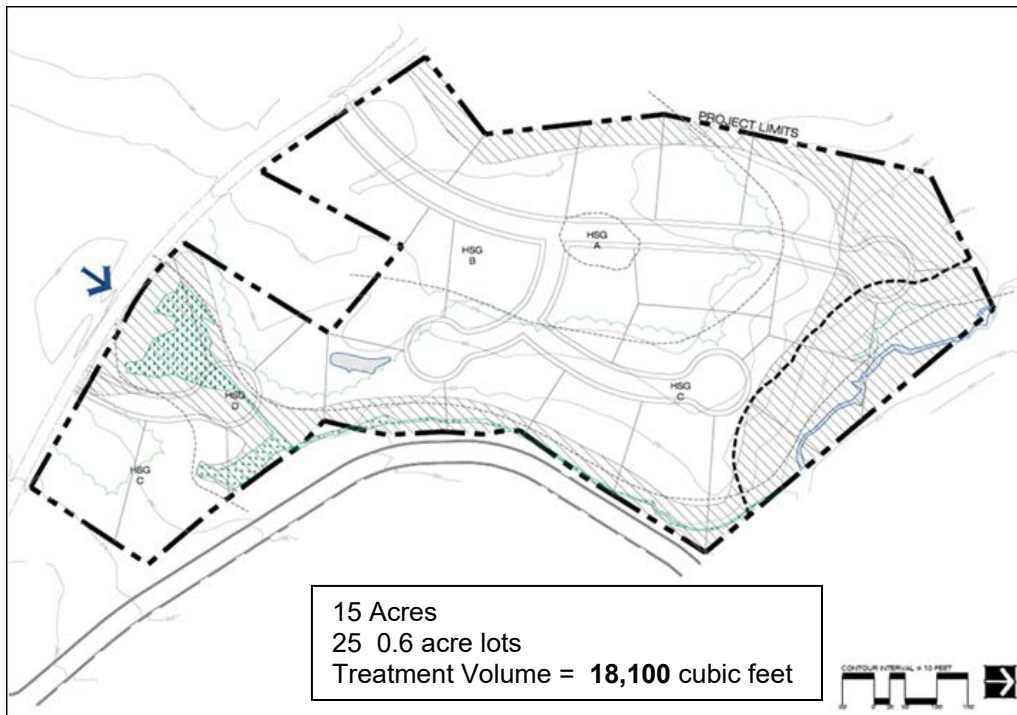 PROJECT LIMITS
HSG
A
HSG
B
HSG
D
HSG
C
HSG
C
15 Acres
25 0.6 acre lots
Treatment Volume = 18,100 cubic feet
CONTOUR INTERVAL = 10 FEET